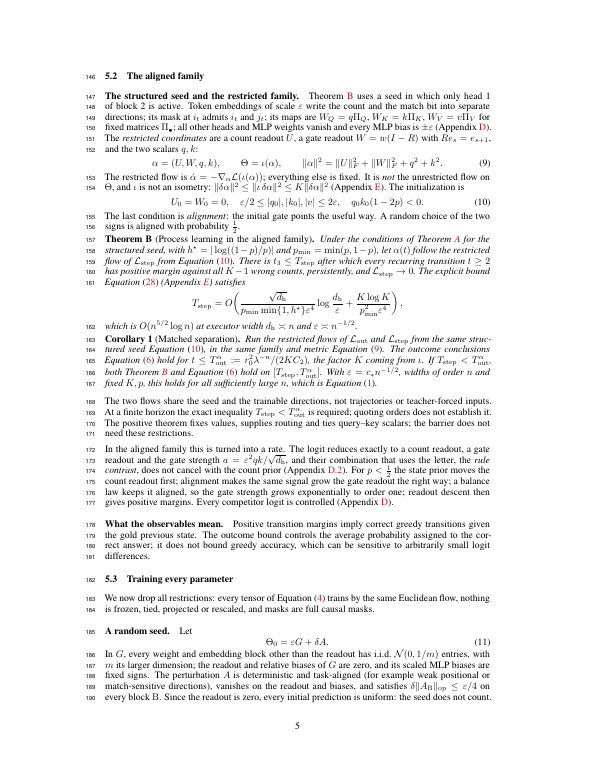 146 5.2 The aligned family
147 The structured seed and the restricted family. Theorem B uses a seed in which only head 1
148 of block 2 is active. Token embeddings of scale ε write the count and the match bit into separate
149 directions; its mask at i_t admits i_t and j_t; its maps are W_Q = qΠ_Q, W_K = kΠ_K, W_V = vΠ_V for
150 fixed matrices Π_•; all other heads and MLP weights vanish and every MLP bias is ±ε (Appendix D).
151 The restricted coordinates are a count readout U, a gate readout W = w(I − R) with Re_s = e_{s+1},
152 and the two scalars q, k:
α = (U, W, q, k), Θ = ι(α), ‖α‖² = ‖U‖²_F + ‖W‖²_F + q² + k². (9)
153 The restricted flow is α̇ = −∇_α L(ι(α)); everything else is fixed. It is not the unrestricted flow on
154 Θ, and ι is not an isometry: ‖δα‖² ≤ ‖ι δα‖² ≤ K‖δα‖² (Appendix E). The initialization is
U_0 = W_0 = 0, ε/2 ≤ |q_0|, |k_0|, |v| ≤ 2ε, q_0k_0(1 − 2p) > 0. (10)
155 The last condition is alignment: the initial gate points the useful way. A random choice of the two
156 signs is aligned with probability 1/2.
157 Theorem B (Process learning in the aligned family). Under the conditions of Theorem A for the
158 structured seed, with h* = |log((1 − p)/p)| and p_min = min(p, 1 − p), let α(t) follow the restricted
159 flow of L_step from Equation (10). There is t_3 ≤ T_step after which every recurring transition t ≥ 2
160 has positive margin against all K − 1 wrong counts, persistently, and L_step → 0. The explicit bound
161 Equation (28) (Appendix E) satisfies
T_step = O( √d_h / (p_min min{1, h*}ε⁴) log d_h/ε + K log K / (p²_min ε⁴) ),
162 which is O(n^{5/2} log n) at executor width d_h ≍ n and ε ≍ n^{−1/2}.
163 Corollary 1 (Matched separation). Run the restricted flows of L_out and L_step from the same struc-
164 tured seed Equation (10), in the same family and metric Equation (9). The outcome conclusions
165 Equation (6) hold for t ≤ T^α_out := r_0²λ^{−n}/(2KC_2), the factor K coming from ι. If T_step < T^α_out,
166 both Theorem B and Equation (6) hold on [T_step, T^α_out]. With ε = c_*n^{−1/2}, widths of order n and
167 fixed K, p, this holds for all sufficiently large n, which is Equation (1).
168 The two flows share the seed and the trainable directions, not trajectories or teacher-forced inputs.
169 At a finite horizon the exact inequality T_step < T^α_out is required; quoting orders does not establish it.
170 The positive theorem fixes values, supplies routing and ties query–key scalars; the barrier does not
171 need these restrictions.
172 In the aligned family this is turned into a rate. The logit reduces exactly to a count readout, a gate
173 readout and the gate strength a = ε²qk/√d_h, and their combination that uses the letter, the rule
174 contrast, does not cancel with the count prior (Appendix D.2). For p < 1/2 the state prior moves the
175 count readout first; alignment makes the same signal grow the gate readout the right way; a balance
176 law keeps it aligned, so the gate strength grows exponentially to order one; readout descent then
177 gives positive margins. Every competitor logit is controlled (Appendix D).
178 What the observables mean. Positive transition margins imply correct greedy transitions given
179 the gold previous state. The outcome bound controls the average probability assigned to the cor-
180 rect answer; it does not bound greedy accuracy, which can be sensitive to arbitrarily small logit
181 differences.
182 5.3 Training every parameter
183 We now drop all restrictions: every tensor of Equation (4) trains by the same Euclidean flow, nothing
184 is frozen, tied, projected or rescaled, and masks are full causal masks.
185 A random seed. Let
Θ_0 = εG + δA. (11)
186 In G, every weight and embedding block other than the readout has i.i.d. N(0, 1/m) entries, with
187 m its larger dimension; the readout and relative biases of G are zero, and its scaled MLP biases are
188 fixed signs. The perturbation A is deterministic and task-aligned (for example weak positional or
189 match-sensitive directions), vanishes on the readout and biases, and satisfies δ‖A_B‖_op ≤ ε/4 on
190 every block B. Since the readout is zero, every initial prediction is uniform: the seed does not count.
5